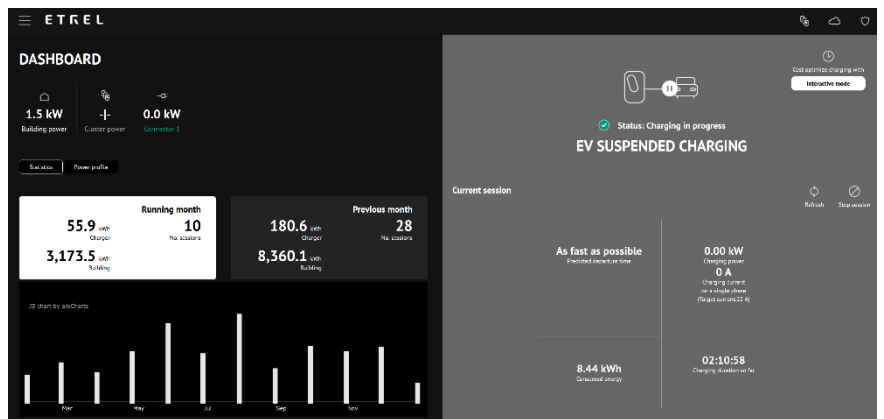 ETREL
DASHBOARD
1.5 kW
Building power
-|-
Cluster power
0.0 kW
Connector 1
Statistics
Power profile
Running month
55.9 kWh
Charger
10
No. sessions
3,173.5 kWh
Building
Previous month
180.6 kWh
Charger
28
No. sessions
8,360.1 kWh
Building
JS chart by amCharts
Mar
May
Jul
Sep
Nov
Cost optimize charging with
Interactive mode
Status: Charging in progress
EV SUSPENDED CHARGING
Current session
Refresh
Stop session
As fast as possible
Predicted departure time
0.00 kW
Charging power
0 A
Charging current
on a single phase
(Target current:22 A)
8.44 kWh
Consumed energy
02:10:58
Charging duration so far